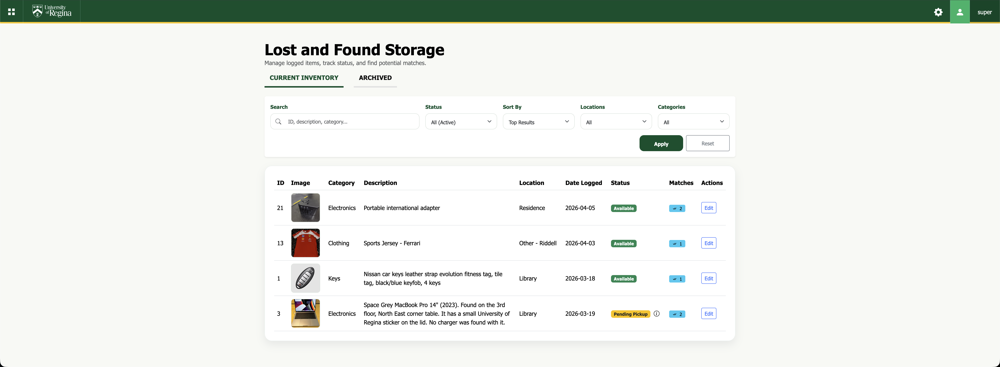 University
of Regina
super
Lost and Found Storage
Manage logged items, track status, and find potential matches.
CURRENT INVENTORY
ARCHIVED
Search
Status
Sort By
Locations
Categories
ID, description, category...
All (Active)
Top Results
All
All
Apply
Reset
ID Image Category Description Location Date Logged Status Matches Actions
21 Electronics Portable international adapter Residence 2026-04-05 Available 2 Edit
13 Clothing Sports Jersey - Ferrari Other - Riddell 2026-04-03 Available 1 Edit
1 Keys Nissan car keys leather strap evolution fitness tag, tile
tag, black/blue keyfob, 4 keys Library 2026-03-18 Available 1 Edit
3 Electronics Space Grey MacBook Pro 14" (2023). Found on the 3rd
floor, North East corner table. It has a small University of
Regina sticker on the lid. No charger was found with it. Library 2026-03-19 Pending Pickup 2 Edit